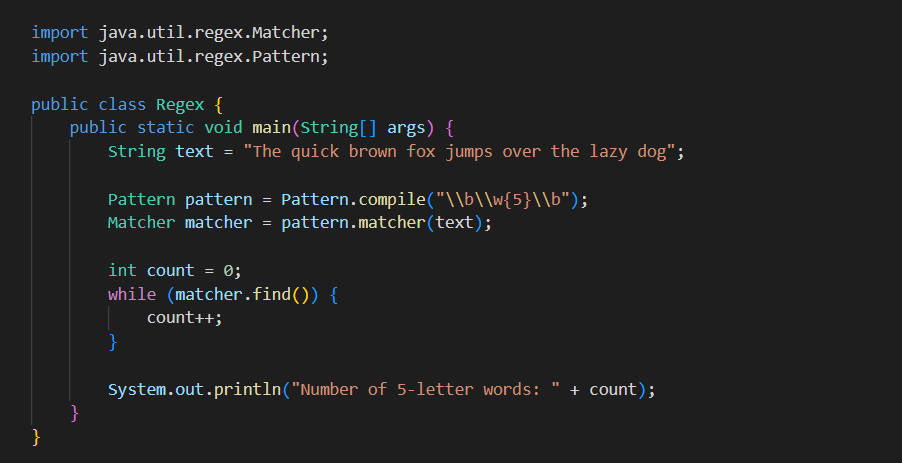 import java.util.regex.Matcher;
import java.util.regex.Pattern;

public class Regex {
    public static void main(String[] args) {
        String text = "The quick brown fox jumps over the lazy dog";

        Pattern pattern = Pattern.compile("\\b\\w{5}\\b");
        Matcher matcher = pattern.matcher(text);

        int count = 0;
        while (matcher.find()) {
            count++;
        }

        System.out.println("Number of 5-letter words: " + count);
    }
}